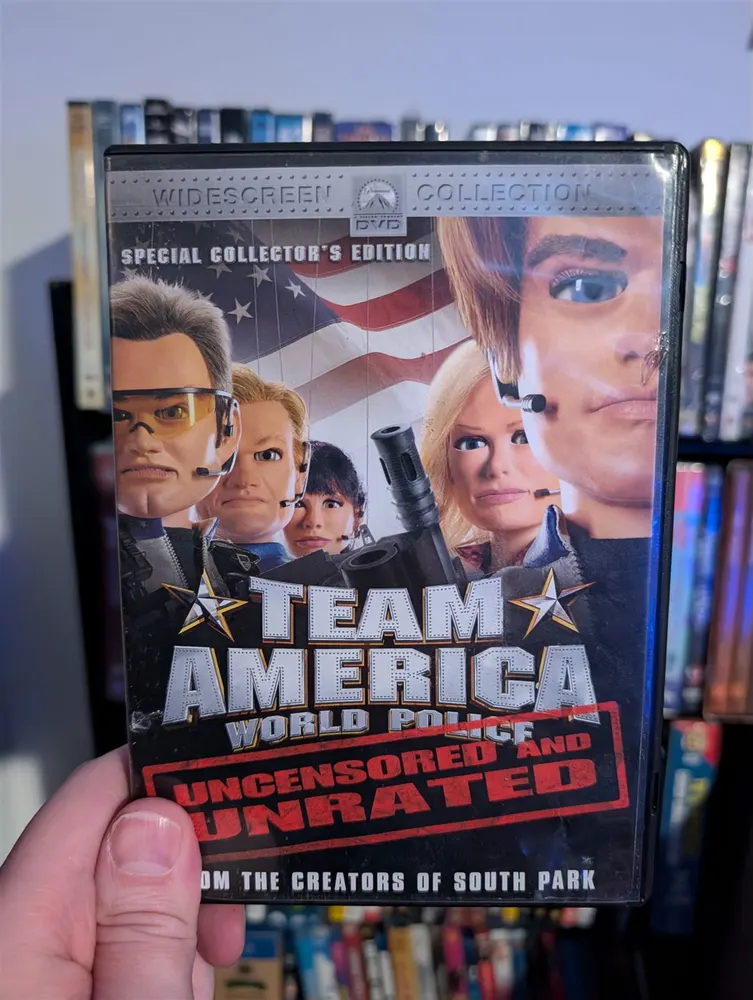 WIDESCREEN COLLECTION
DVD
SPECIAL COLLECTOR'S EDITION
TEAM
AMERICA
WORLD POLICE
UNCENSORED AND
UNRATED
OM THE CREATORS OF SOUTH PARK